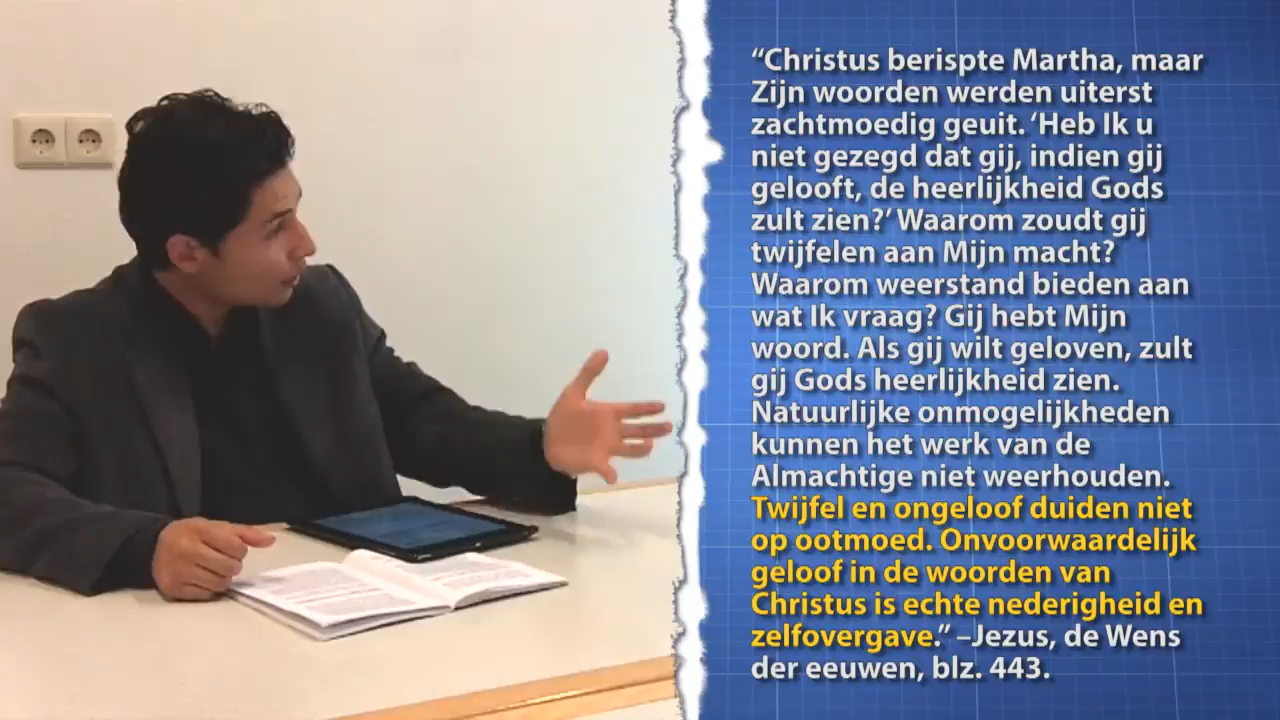 “Christus berispte Martha, maar
Zijn woorden werden uiterst
zachtmoedig geuit. ‘Heb Ik u
niet gezegd dat gij, indien gij
gelooft, de heerlijkheid Gods
zult zien?’ Waarom zoudt gij
twijfelen aan Mijn macht?
Waarom weerstand bieden aan
wat Ik vraag? Gij hebt Mijn
woord. Als gij wilt geloven, zult
gij Gods heerlijkheid zien.
Natuurlijke onmogelijkheden
kunnen het werk van de
Almachtige niet weerhouden.
Twijfel en ongeloof duiden niet
op ootmoed. Onvoorwaardelijk
geloof in de woorden van
Christus is echte nederigheid en
zelfovergave.” –Jezus, de Wens
der eeuwen, blz. 443.